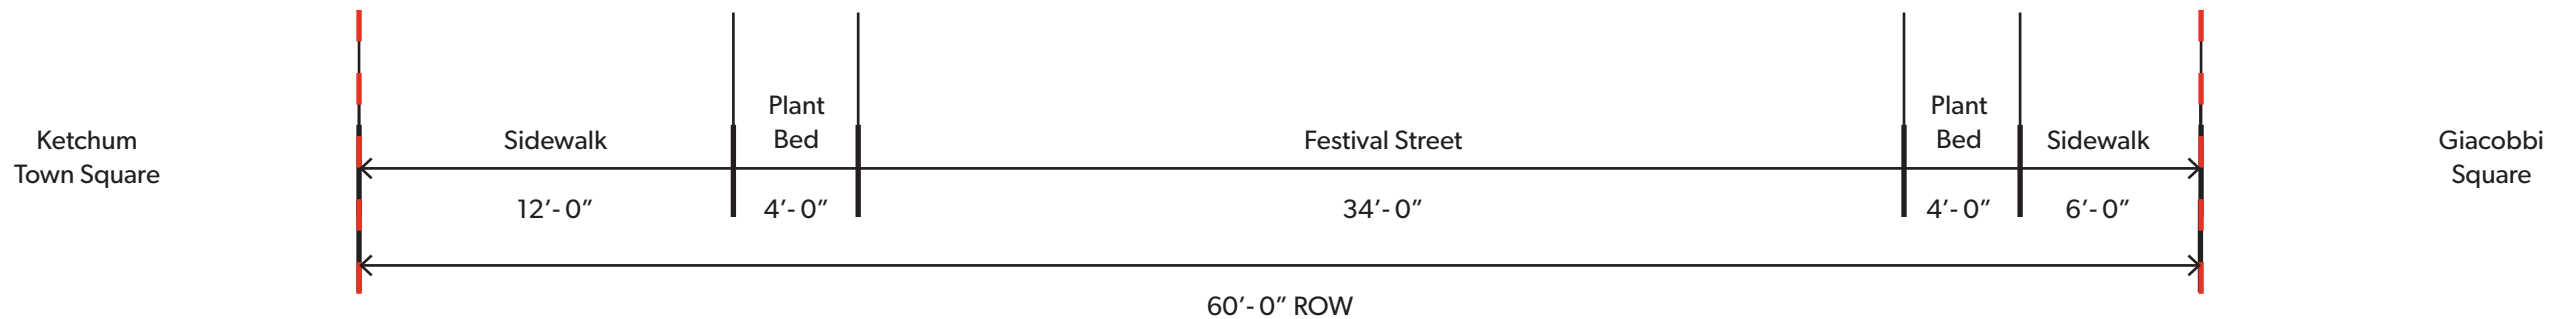 Ketchum
Town Square
Sidewalk
Plant
Bed
Festival Street
Plant
Bed
Sidewalk
Giacobbi
Square
12’-0”
4’-0”
34’-0”
4’-0”
6’-0”
60’-0” ROW